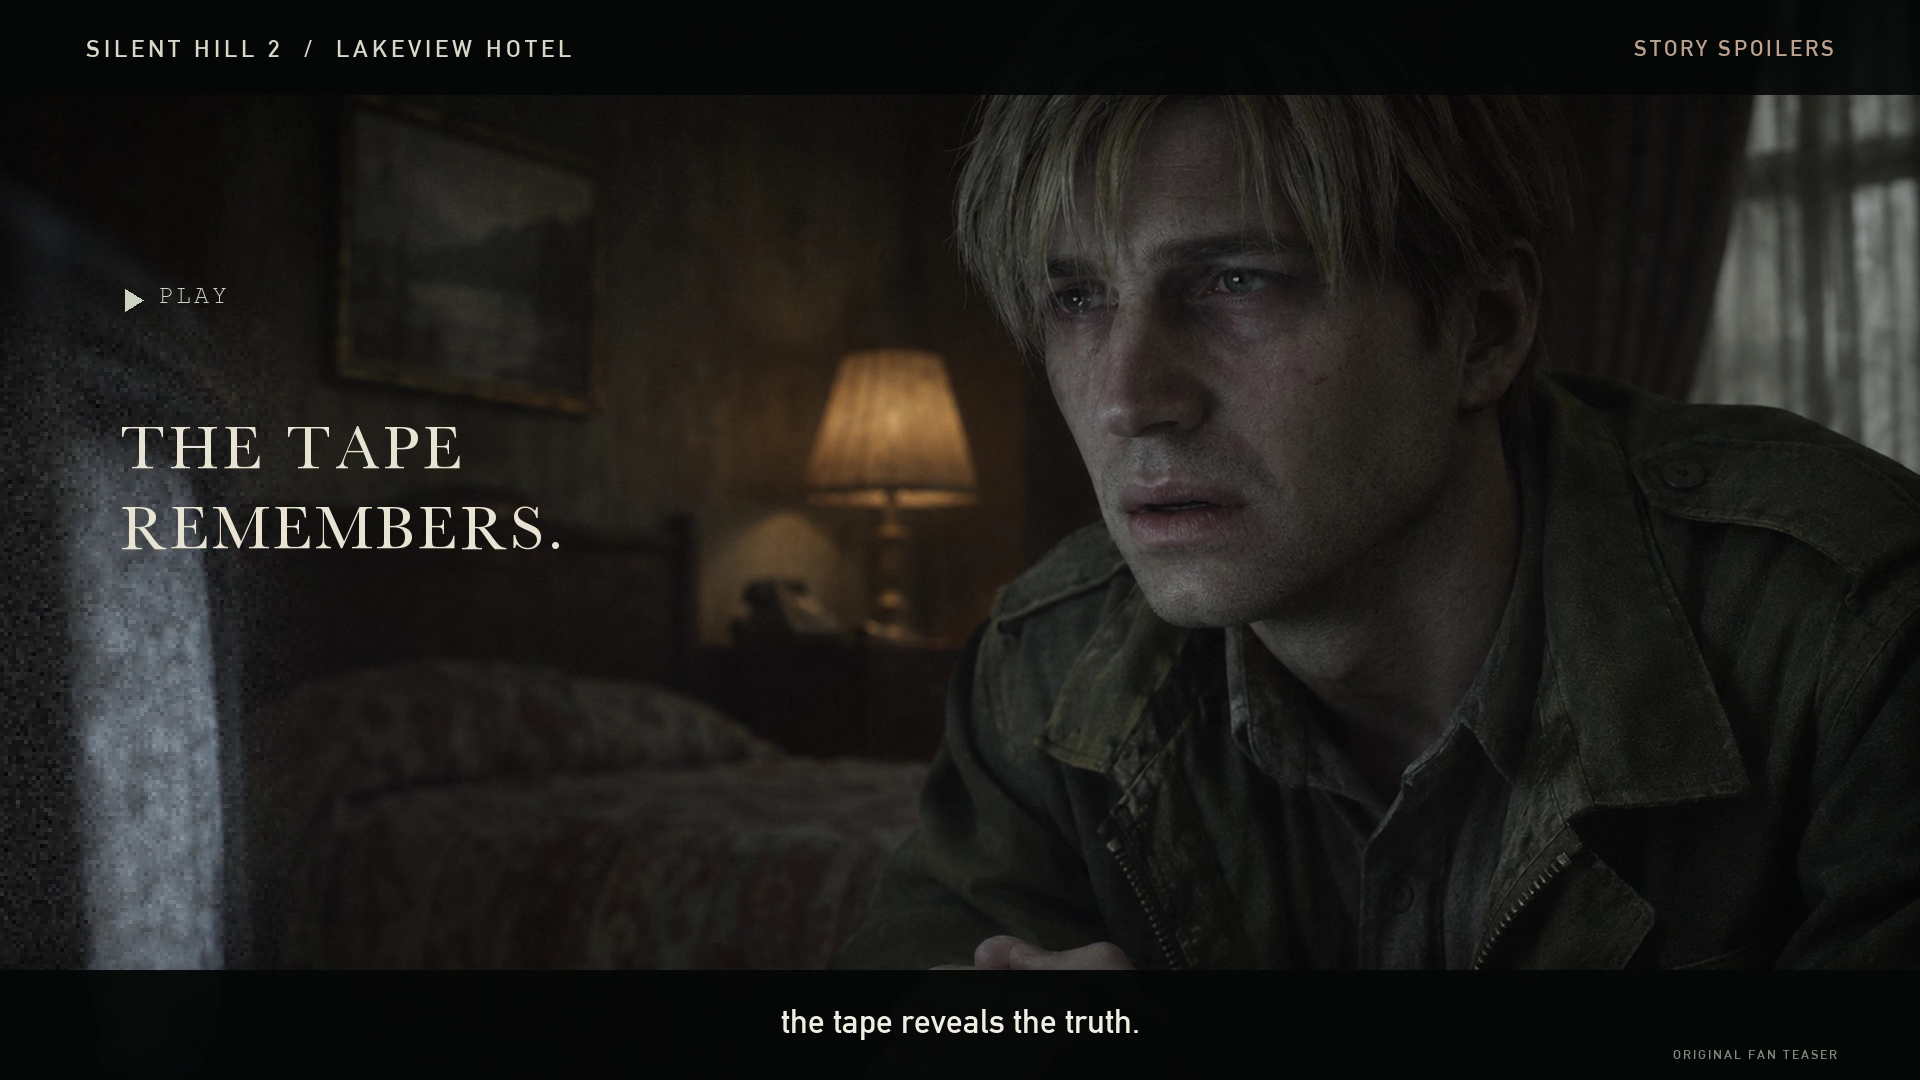 SILENT HILL 2 / LAKEVIEW HOTEL
STORY SPOILERS
PLAY
THE TAPE
REMEMBERS.
the tape reveals the truth.
ORIGINAL FAN TEASER